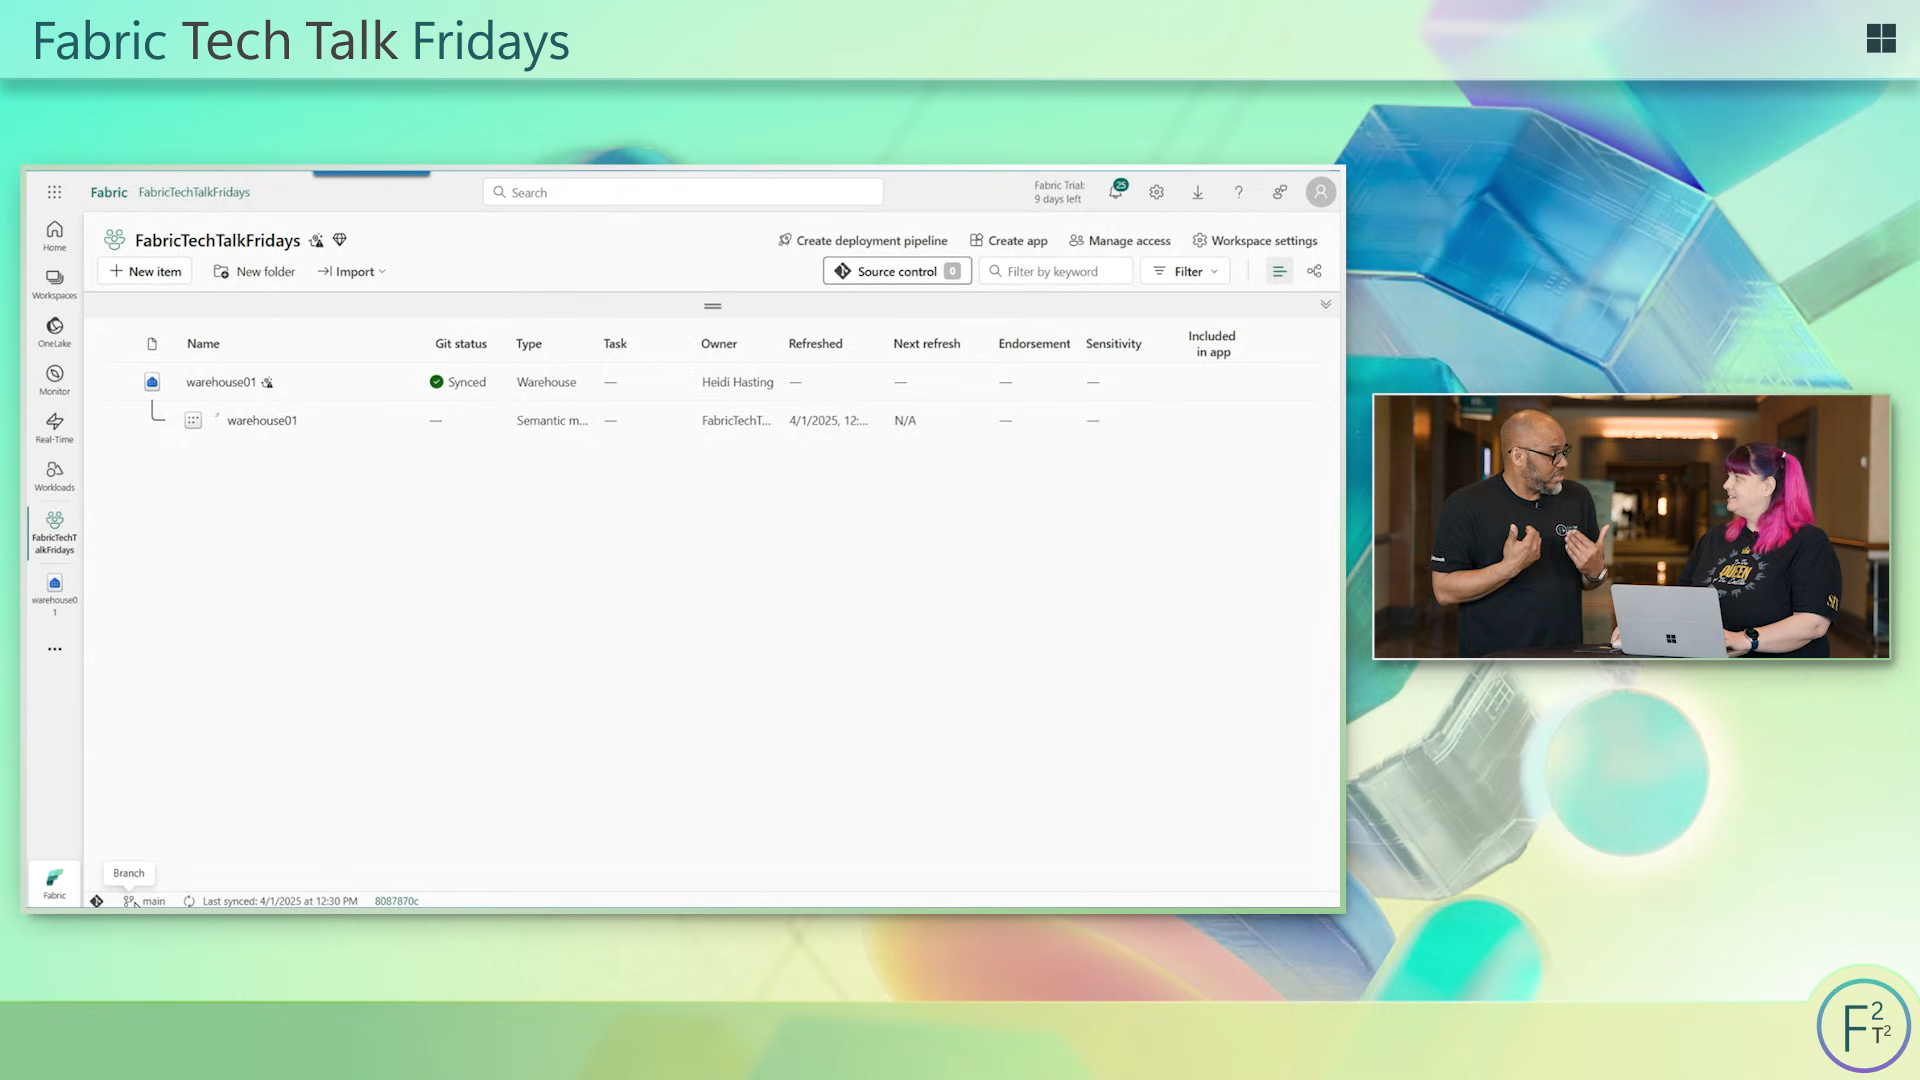 Fabric Tech Talk Fridays
Fabric FabricTechTalkFridays
Search
Fabric Trial:
9 days left
25
Home
Workspaces
OneLake
Monitor
Real-Time
Workloads
FabricTechT
alkFridays
warehouse0
1
Fabric
FabricTechTalkFridays
Create deployment pipeline
Create app
Manage access
Workspace settings
New item
New folder
Import
Source control 0
Filter by keyword
Filter
Name Git status Type Task Owner Refreshed Next refresh Endorsement Sensitivity Included
in app
warehouse01 Synced Warehouse — Heidi Hasting — — — —
warehouse01 — Semantic m... — FabricTechT... 4/1/2025, 12:... N/A — —
Branch
main Last synced: 4/1/2025 at 12:30 PM 8087870c
QUEEN
F2
T2